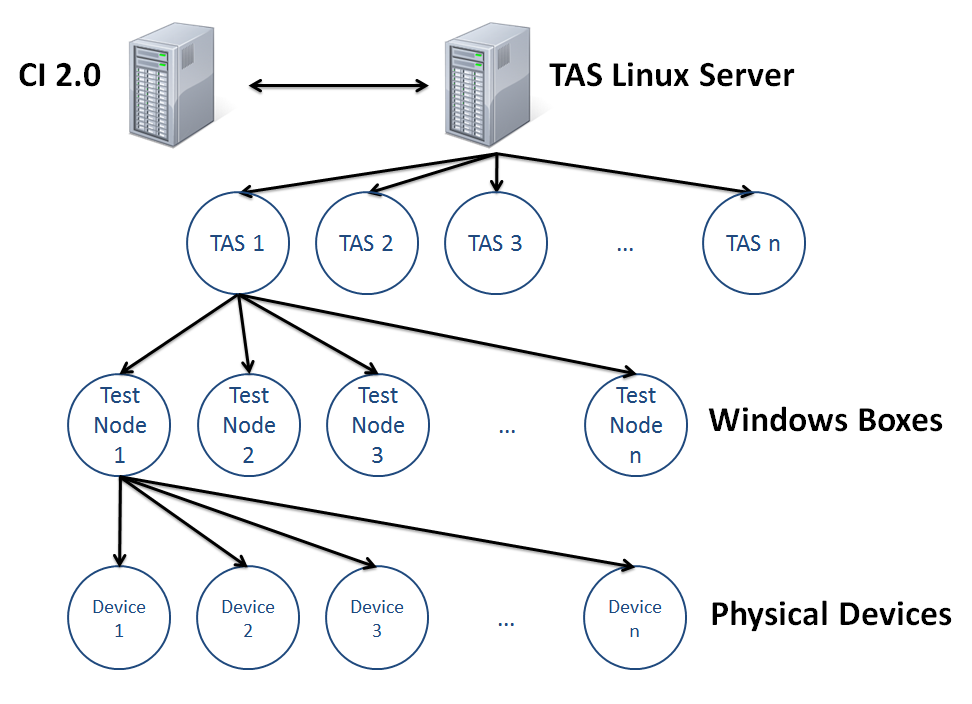 CI 2.0
TAS Linux Server
TAS 1
TAS 2
TAS 3
...
TAS n
Test
Node
1
Test
Node
2
Test
Node
3
...
Test
Node
n
Windows Boxes
Device
1
Device
2
Device
3
...
Device
n
Physical Devices